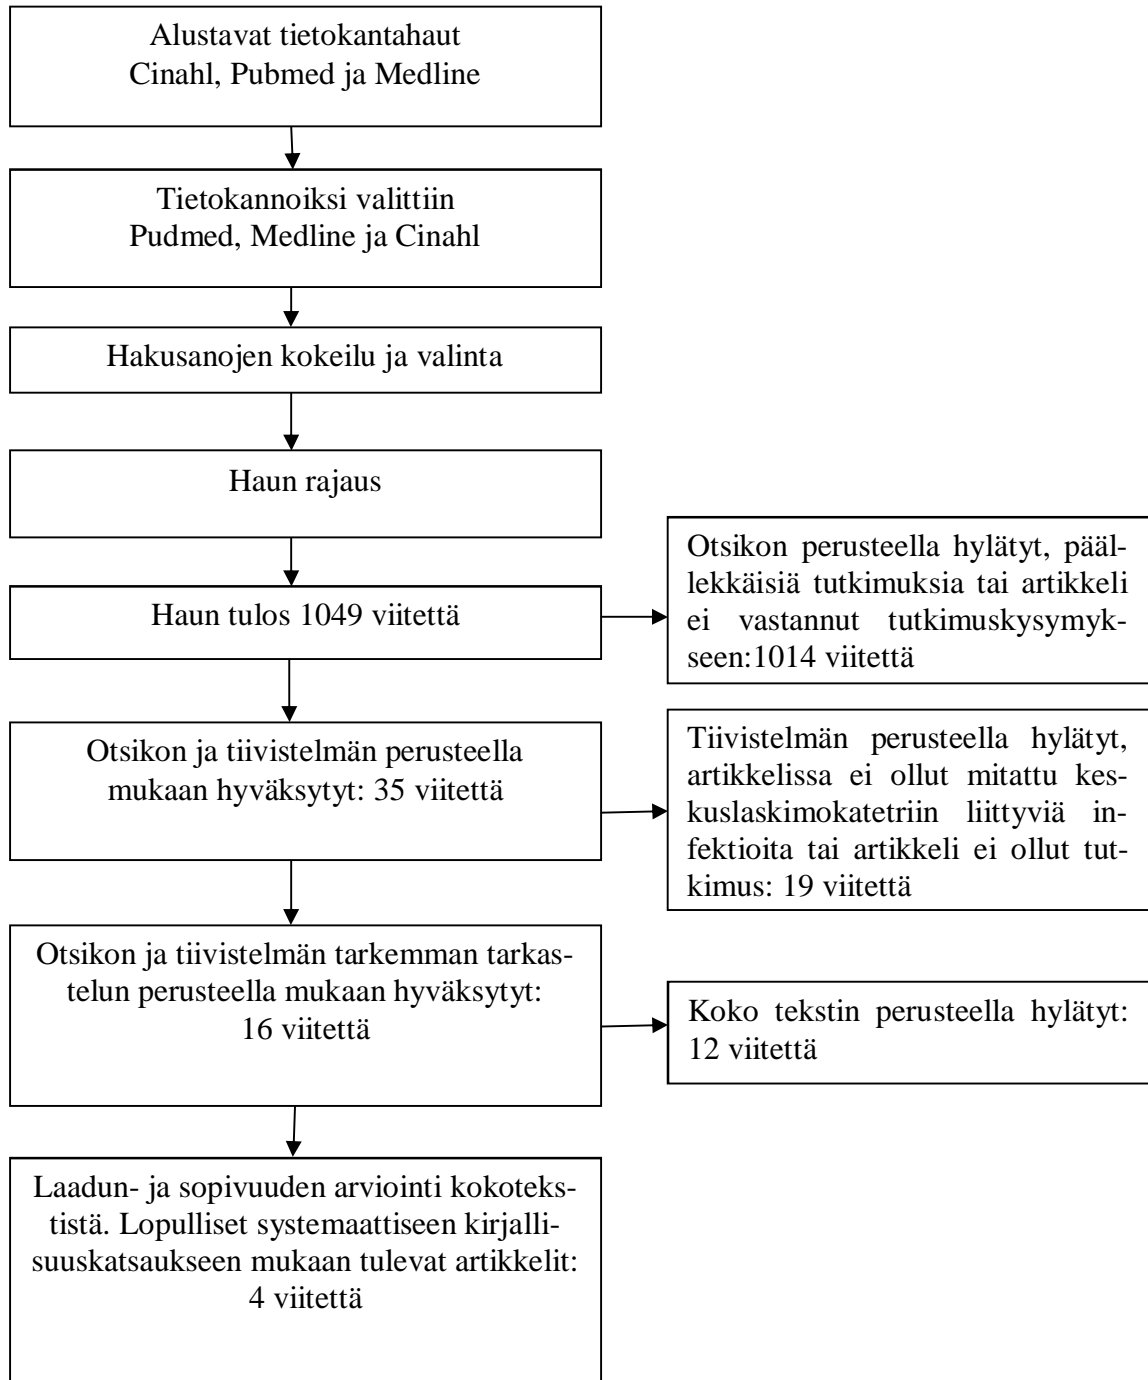 Alustavat tietokantahaut
Cinahl, Pubmed ja Medline
Tietokannoiksi valittiin
Pudmed, Medline ja Cinahl
Hakusanojen kokeilu ja valinta
Haun rajaus
Haun tulos 1049 viitettä
Otsikon perusteella hylätyt, pääl-
lekkäisiä tutkimuksia tai artikkeli
ei vastannut tutkimuskysymyk-
seen:1014 viitettä
Otsikon ja tiivistelmän perusteella
mukaan hyväksytyt: 35 viitettä
Tiivistelmän perusteella hylätyt,
artikkelissa ei ollut mitattu kes-
kuslaskimokatetriin liittyviä in-
fektioita tai artikkeli ei ollut tut-
kimus: 19 viitettä
Otsikon ja tiivistelmän tarkemman tarkas-
telun perusteella mukaan hyväksytyt:
16 viitettä
Koko tekstin perusteella hylätyt:
12 viitettä
Laadun- ja sopivuuden arviointi koko­teks-
tistä. Lopulliset systemaattiseen kirjalli-
suuskatsaukseen mukaan tulevat artikkelit:
4 viitettä